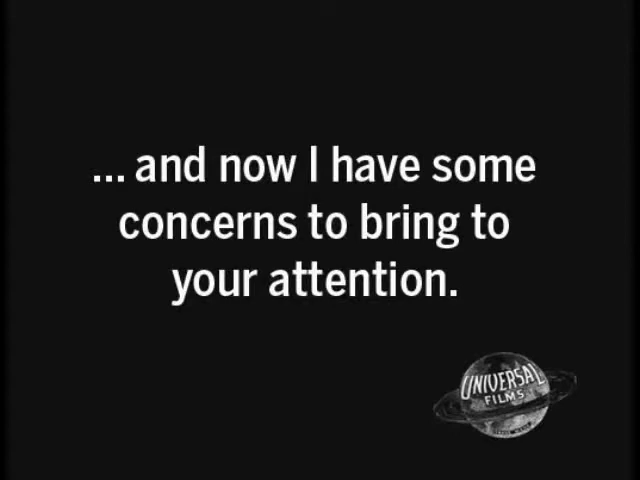 ... and now I have some
concerns to bring to
your attention.
UNIVERSAL
FILMS